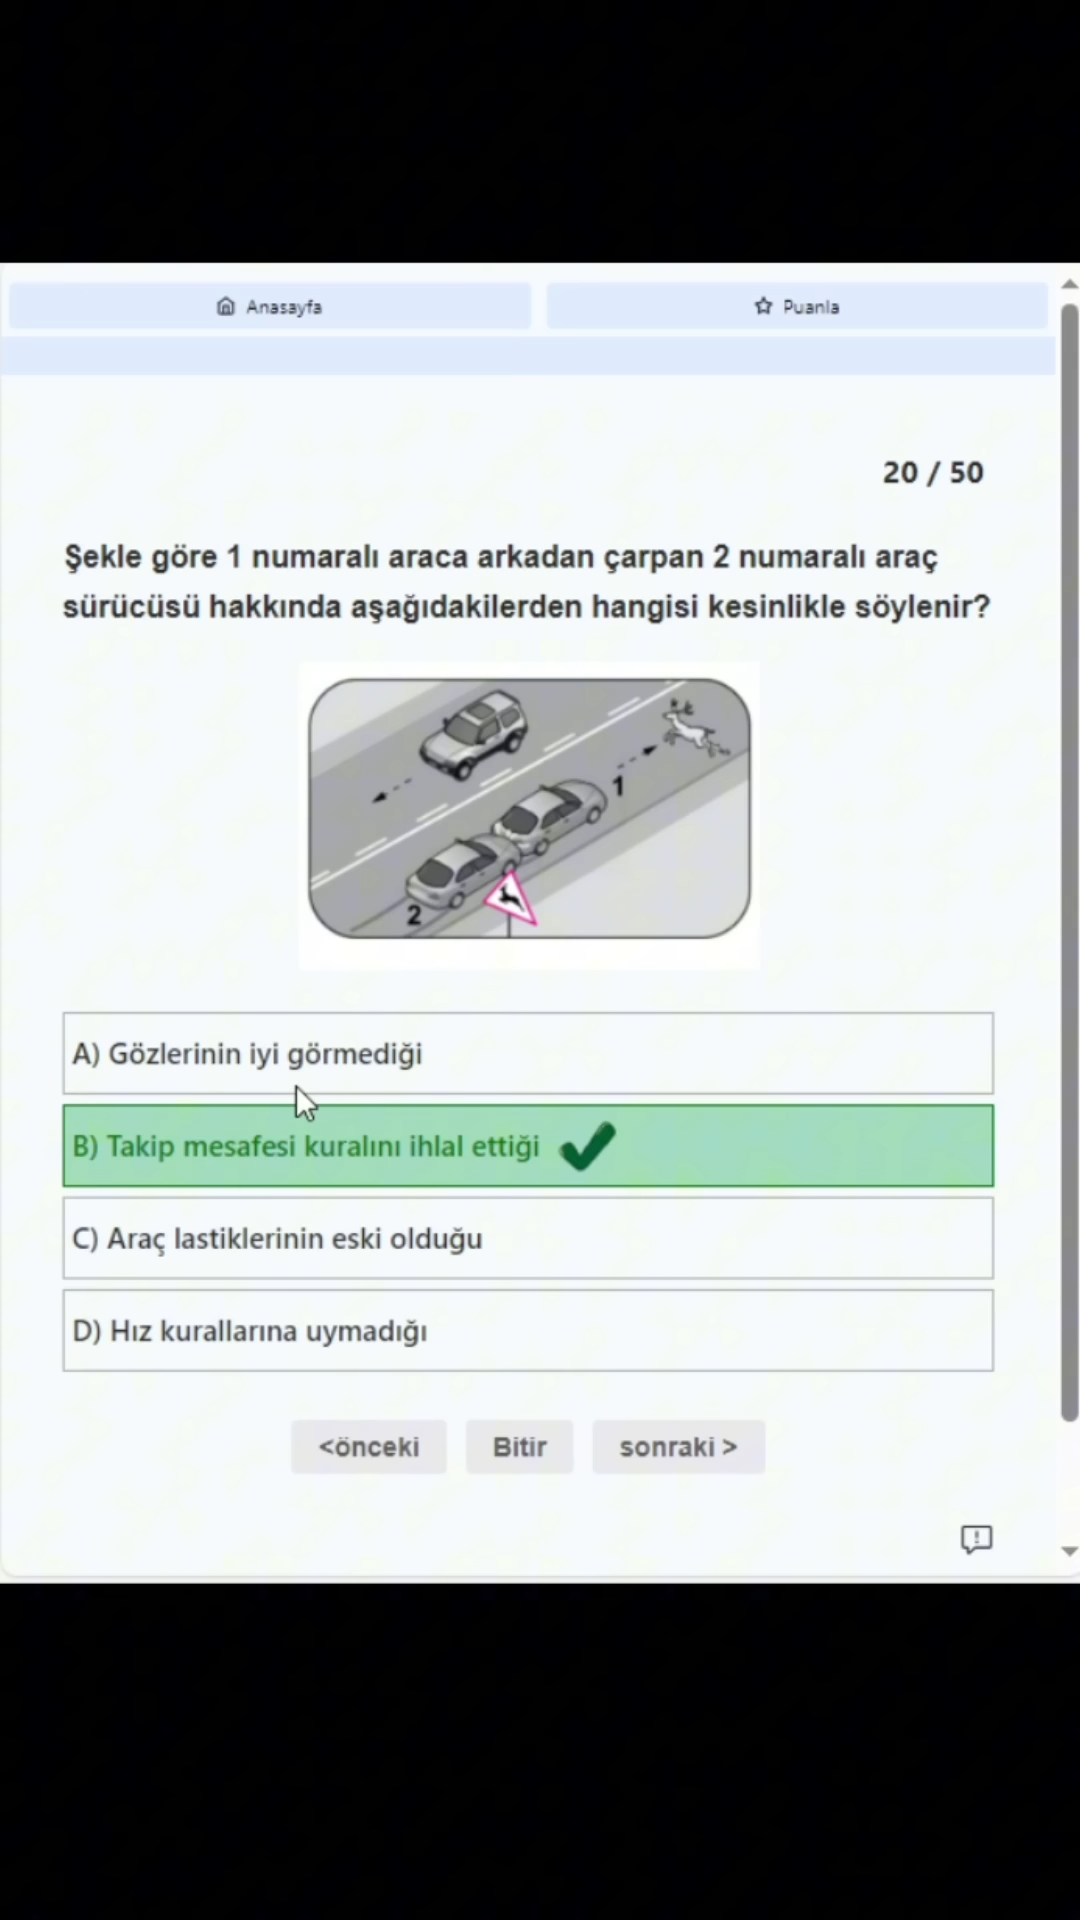 Anasayfa
Puanla
20 / 50
Şekle göre 1 numaralı araca arkadan çarpan 2 numaralı araç
sürücüsü hakkında aşağıdakilerden hangisi kesinlikle söylenir?
1
2
A) Gözlerinin iyi görmediği
B) Takip mesafesi kuralını ihlal ettiği
C) Araç lastiklerinin eski olduğu
D) Hız kurallarına uymadığı
<önceki
Bitir
sonraki >